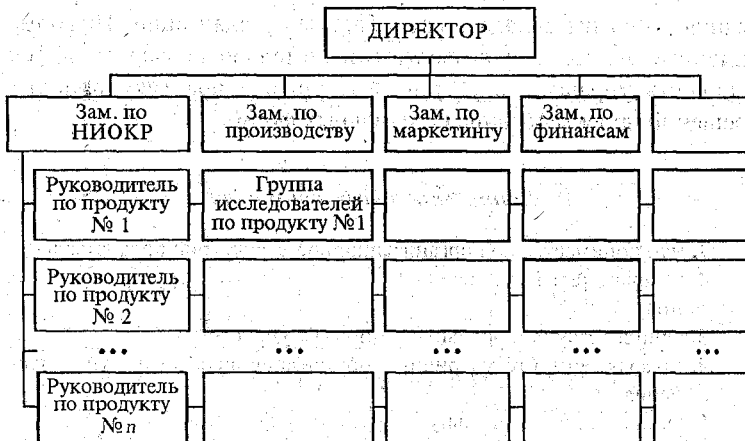 ДИРЕКТОР
Зам. по
НИОКР
Зам. по
производству
Зам. по
маркетингу
Зам. по
финансам
Руководитель
по продукту
№ 1
Группа
исследователей
по продукту №1
Руководитель
по продукту
№ 2
... ... ... ... ...
Руководитель
по продукту
№ n